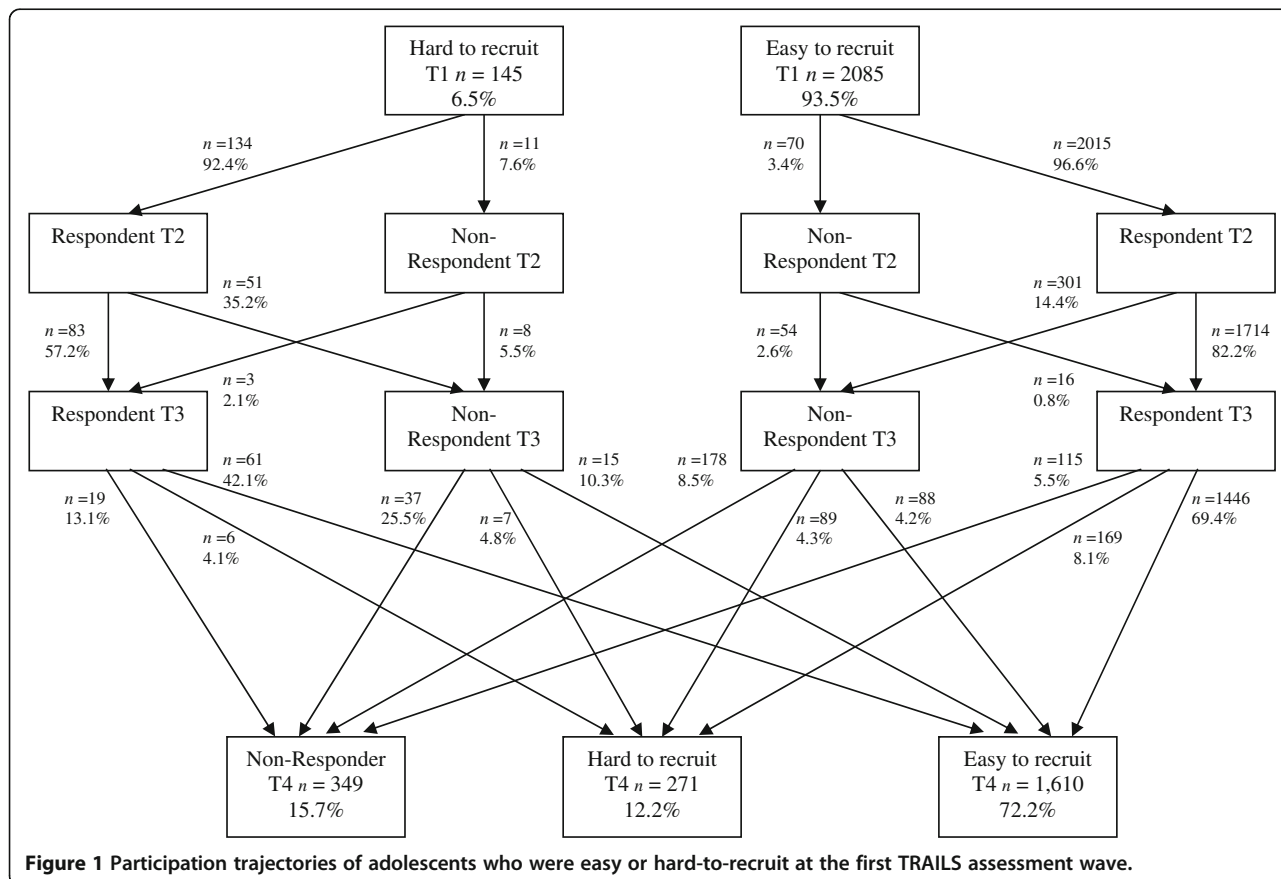 Hard to recruit
T1 n = 145
6.5%
Easy to recruit
T1 n = 2085
93.5%
n =134
92.4%
n =11
7.6%
n =70
3.4%
n =2015
96.6%
Respondent T2
Non-
Respondent T2
Non-
Respondent T2
Respondent T2
n =83
57.2%
n =51
35.2%
n =8
5.5%
n =54
2.6%
n =301
14.4%
n =1714
82.2%
n =3
2.1%
n =16
0.8%
Respondent T3
Non-
Respondent T3
Non-
Respondent T3
Respondent T3
n =19
13.1%
n =6
4.1%
n =61
42.1%
n =37
25.5%
n =7
4.8%
n =15
10.3%
n =178
8.5%
n =89
4.3%
n =88
4.2%
n =115
5.5%
n =169
8.1%
n =1446
69.4%
Non-Responder
T4 n = 349
15.7%
Hard to recruit
T4 n = 271
12.2%
Easy to recruit
T4 n = 1,610
72.2%
Figure 1 Participation trajectories of adolescents who were easy or hard-to-recruit at the first TRAILS assessment wave.